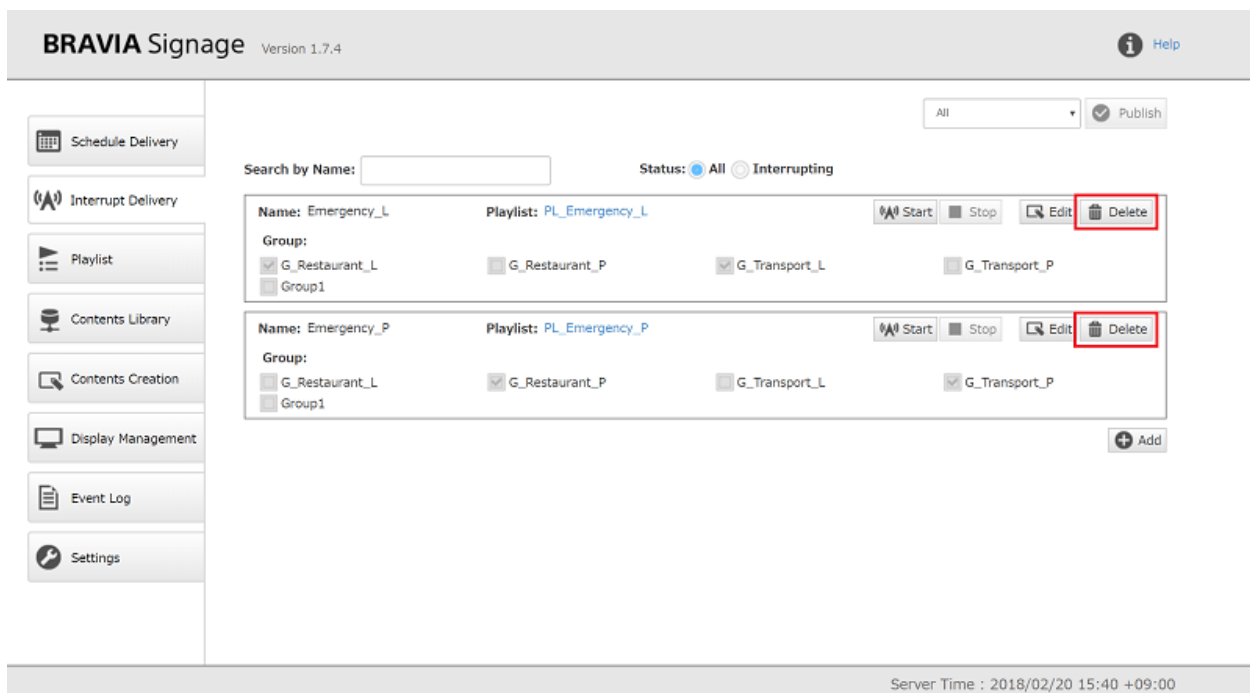 BRAVIA Signage Version 1.7.4
Help
All
Publish
Schedule Delivery
Interrupt Delivery
Playlist
Contents Library
Contents Creation
Display Management
Event Log
Settings
Search by Name:
Status: All Interrupting
Name: Emergency_L Playlist: PL_Emergency_L Start Stop Edit Delete
Group:
G_Restaurant_L G_Restaurant_P G_Transport_L G_Transport_P
Group1
Name: Emergency_P Playlist: PL_Emergency_P Start Stop Edit Delete
Group:
G_Restaurant_L G_Restaurant_P G_Transport_L G_Transport_P
Group1
Add
Server Time : 2018/02/20 15:40 +09:00